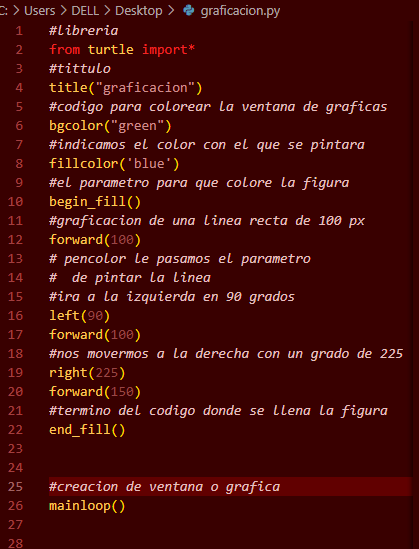 C: > Users > DELL > Desktop > graficacion.py
1 #libreria
2 from turtle import*
3 #tittulo
4 title("graficacion")
5 #codigo para colorear la ventana de graficas
6 bgcolor("green")
7 #indicamos el color con el que se pintara
8 fillcolor('blue')
9 #el parametro para que colore la figura
10 begin_fill()
11 #graficacion de una linea recta de 100 px
12 forward(100)
13 # pencolor le pasamos el parametro
14 #  de pintar la linea
15 #ira a la izquierda en 90 grados
16 left(90)
17 forward(100)
18 #nos movermos a la derecha con un grado de 225
19 right(225)
20 forward(150)
21 #termino del codigo donde se llena la figura
22 end_fill()
23
24
25 #creacion de ventana o grafica
26 mainloop()
27
28